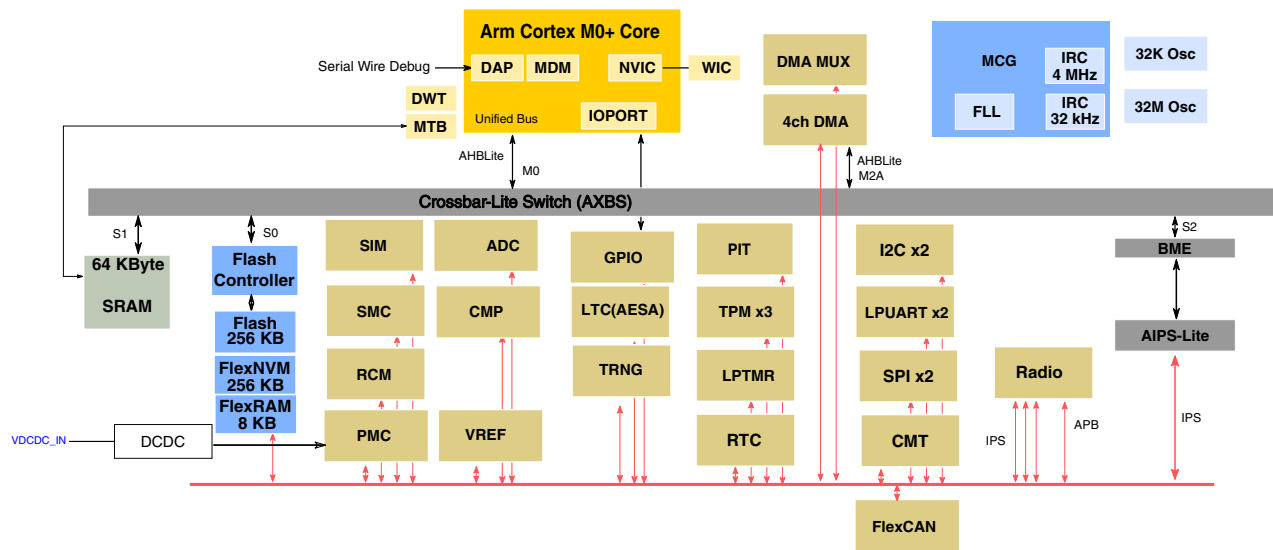 Arm Cortex M0+ Core
Serial Wire Debug
DAP
MDM
NVIC
WIC
DWT
MTB
Unified Bus
IOPORT
DMA MUX
4ch DMA
MCG
IRC
4 MHz
FLL
IRC
32 kHz
32K Osc
32M Osc
AHBLite
M0
AHBLite
M2A
Crossbar-Lite Switch (AXBS)
S1
S0
S2
64 KByte
SRAM
Flash
Controller
Flash
256 KB
FlexNVM
256 KB
FlexRAM
8 KB
VDCDC_IN
DCDC
SIM
SMC
RCM
PMC
ADC
CMP
VREF
GPIO
LTC(AESA)
TRNG
PIT
TPM x3
LPTMR
RTC
I2C x2
LPUART x2
SPI x2
CMT
FlexCAN
Radio
IPS
APB
BME
AIPS-Lite
IPS